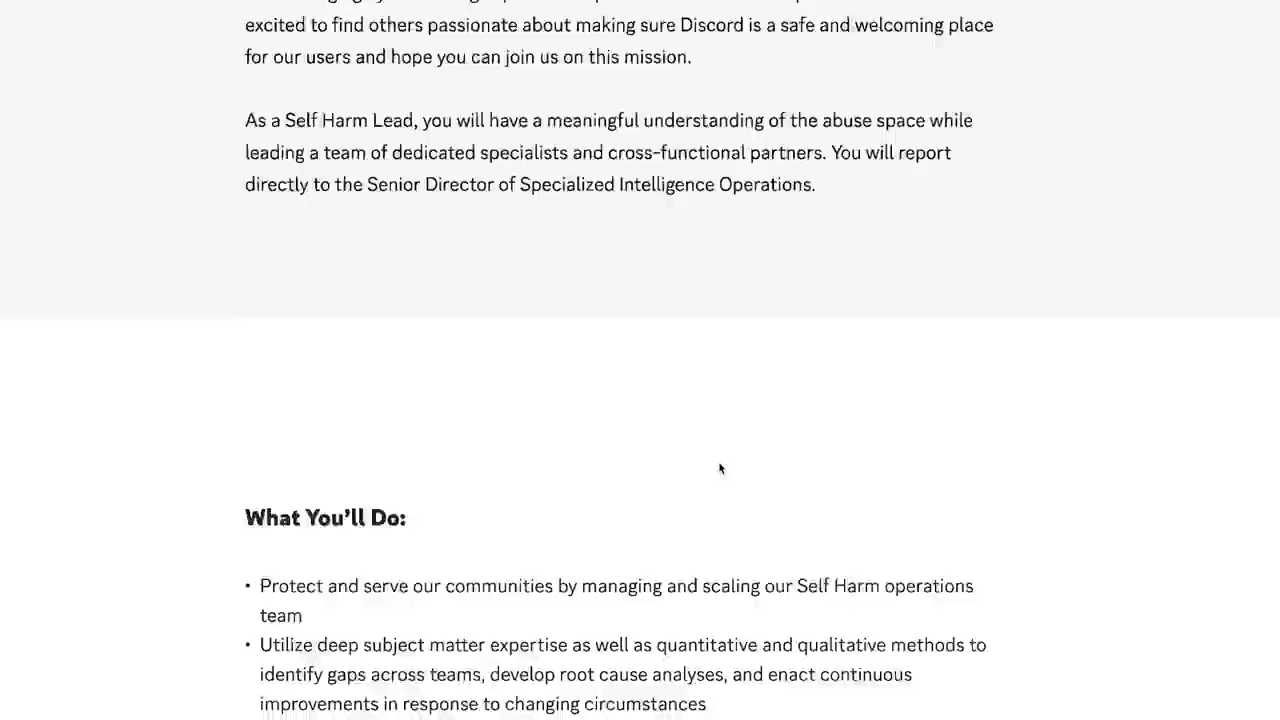 excited to find others passionate about making sure Discord is a safe and welcoming place
for our users and hope you can join us on this mission.
As a Self Harm Lead, you will have a meaningful understanding of the abuse space while
leading a team of dedicated specialists and cross-functional partners. You will report
directly to the Senior Director of Specialized Intelligence Operations.
What You’ll Do:
• Protect and serve our communities by managing and scaling our Self Harm operations
team
• Utilize deep subject matter expertise as well as quantitative and qualitative methods to
identify gaps across teams, develop root cause analyses, and enact continuous
improvements in response to changing circumstances